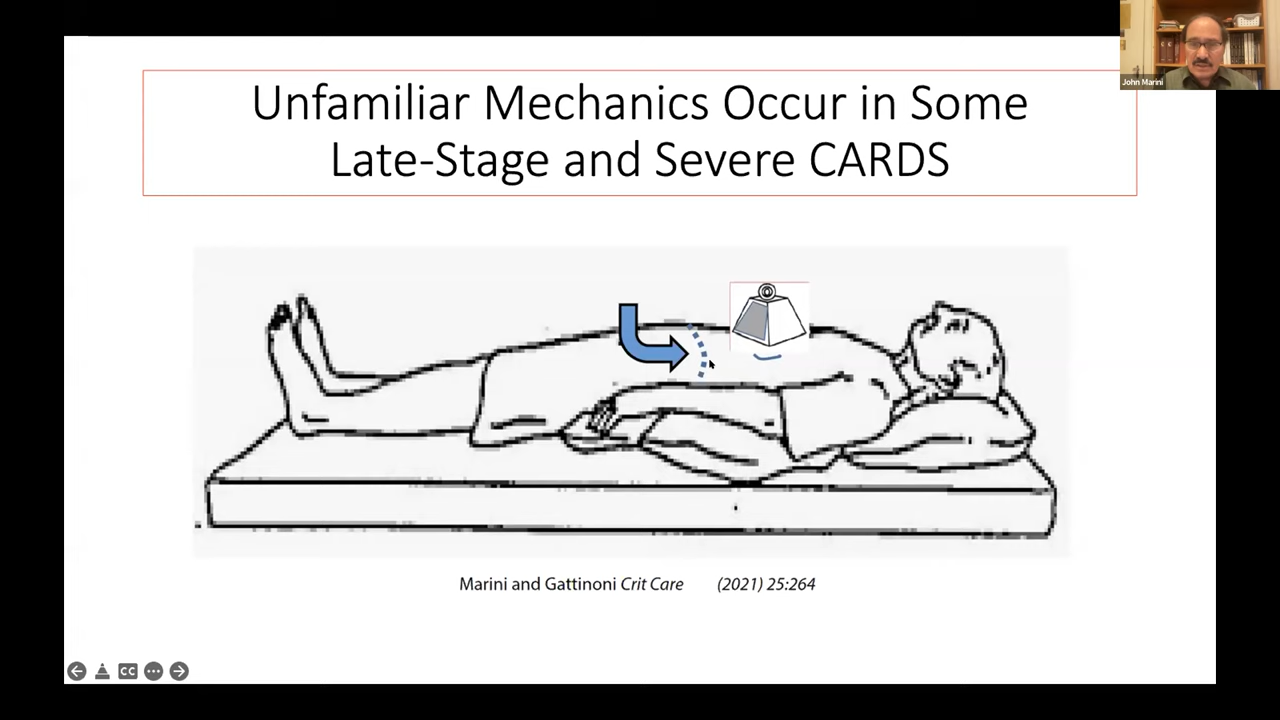 Unfamiliar Mechanics Occur in Some
Late-Stage and Severe CARDS
John Marini
Marini and Gattinoni Crit Care (2021) 25:264
CC